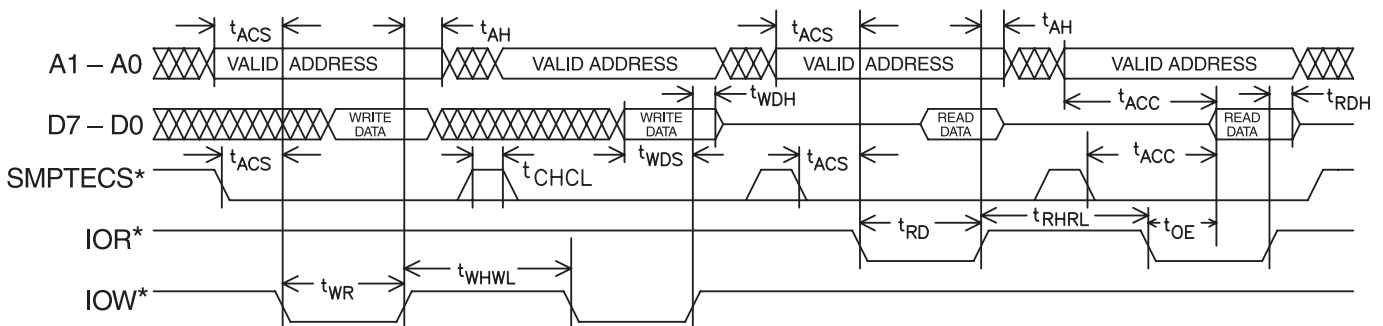 tACS tAH tACS tAH
A1 – A0 VALID ADDRESS VALID ADDRESS VALID ADDRESS VALID ADDRESS
tWDH tACC tRDH
D7 – D0 WRITE DATA WRITE DATA READ DATA READ DATA
tACS tCHCL tWDS tACS tACC
SMPTECS*
tRD tRHRL tOE
IOR*
tWR tWHWL
IOW*